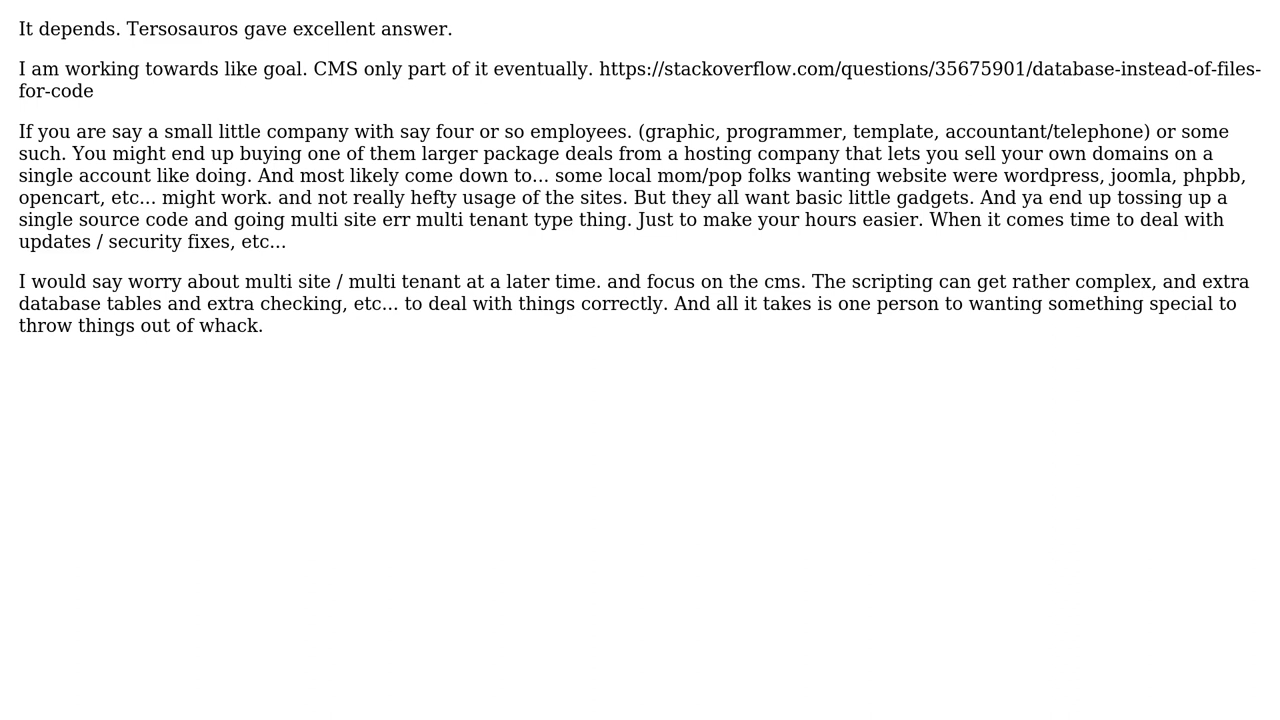 It depends. Tersosauros gave excellent answer.
I am working towards like goal. CMS only part of it eventually. https://stackoverflow.com/questions/35675901/database-instead-of-files-
for-code
If you are say a small little company with say four or so employees. (graphic, programmer, template, accountant/telephone) or some
such. You might end up buying one of them larger package deals from a hosting company that lets you sell your own domains on a
single account like doing. And most likely come down to... some local mom/pop folks wanting website were wordpress, joomla, phpbb,
opencart, etc... might work. and not really hefty usage of the sites. But they all want basic little gadgets. And ya end up tossing up a
single source code and going multi site err multi tenant type thing. Just to make your hours easier. When it comes time to deal with
updates / security fixes, etc...
I would say worry about multi site / multi tenant at a later time. and focus on the cms. The scripting can get rather complex, and extra
database tables and extra checking, etc... to deal with things correctly. And all it takes is one person to wanting something special to
throw things out of whack.